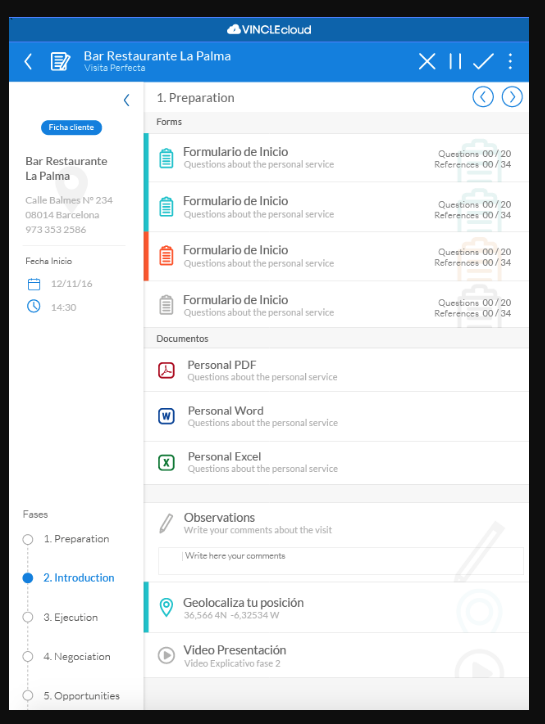 VINCLEcloud
Bar Restaurante La Palma
Visita Perfecta
Ficha cliente
Bar Restaurante
La Palma
Calle Balmes Nº 234
08014 Barcelona
973 353 2586
Fecha Inicio
12/11/16
14:30
Fases
1. Preparation
2. Introduction
3. Ejecution
4. Negociation
5. Opportunities
1. Preparation
Forms
Formulario de Inicio
Questions about the personal service
Questions 00/20
References 00/34
Formulario de Inicio
Questions about the personal service
Questions 00/20
References 00/34
Formulario de Inicio
Questions about the personal service
Questions 00/20
References 00/34
Formulario de Inicio
Questions about the personal service
Questions 00/20
References 00/34
Documentos
Personal PDF
Questions about the personal service
W
Personal Word
Questions about the personal service
X
Personal Excel
Questions about the personal service
Observations
Write your comments about the visit
Write here your comments
Geolocaliza tu posición
36,566 4N -6,32534 W
Video Presentación
Video Explicativo fase 2